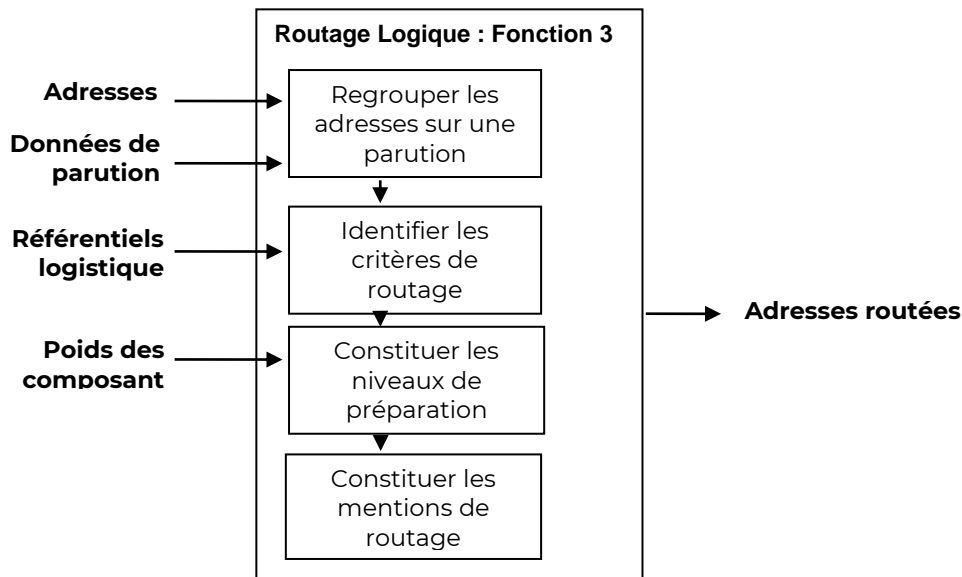 Routage Logique : Fonction 3
Adresses
Données de
parution
Référentiels
logistique
Poids des
composant
Regrouper les
adresses sur une
parution
Identifier les
critères de
routage
Constituer les
niveaux de
préparation
Constituer les
mentions de
routage
Adresses routées